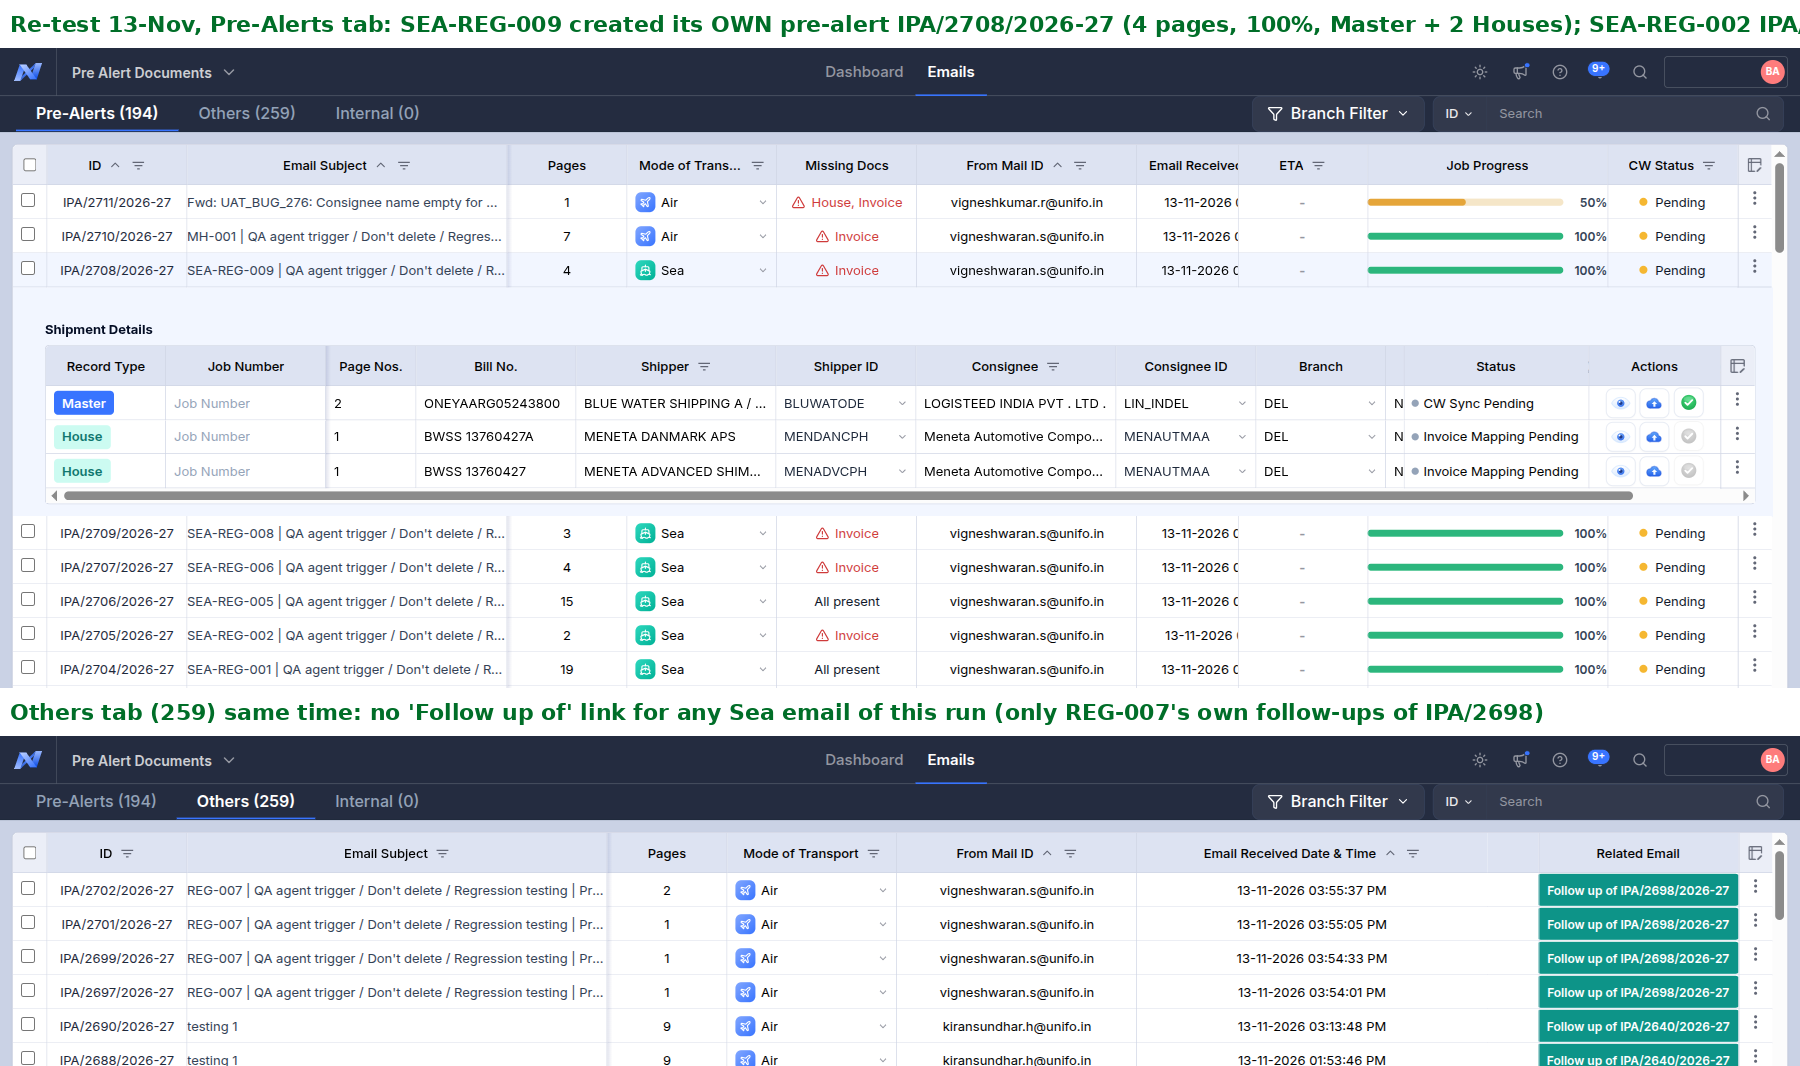 Re-test 13-Nov, Pre-Alerts tab: SEA-REG-009 created its OWN pre-alert IPA/2708/2026-27 (4 pages, 100%, Master + 2 Houses); SEA-REG-002 IPA/
Pre Alert Documents Dashboard Emails 9+ BA
Pre-Alerts (194) Others (259) Internal (0) Branch Filter ID Search
ID Email Subject Pages Mode of Trans... Missing Docs From Mail ID Email Received ETA Job Progress CW Status
IPA/2711/2026-27 Fwd: UAT_BUG_276: Consignee name empty for ... 1 Air House, Invoice vigneshkumar.r@unifo.in 13-11-2026 - 50% Pending
IPA/2710/2026-27 MH-001 | QA agent trigger / Don't delete / Regres... 7 Air Invoice vigneshwaran.s@unifo.in 13-11-2026 - 100% Pending
IPA/2708/2026-27 SEA-REG-009 | QA agent trigger / Don't delete / R... 4 Sea Invoice vigneshwaran.s@unifo.in 13-11-2026 - 100% Pending
Shipment Details
Record Type Job Number Page Nos. Bill No. Shipper Shipper ID Consignee Consignee ID Branch Status Actions
Master Job Number 2 ONEYAARG05243800 BLUE WATER SHIPPING A / ... BLUWATODE LOGISTEED INDIA PVT . LTD . LIN_INDEL DEL N CW Sync Pending
House Job Number 1 BWSS 13760427A MENETA DANMARK APS MENDANCPH Meneta Automotive Compo... MENAUTMAA DEL N Invoice Mapping Pending
House Job Number 1 BWSS 13760427 MENETA ADVANCED SHIM... MENADVCPH Meneta Automotive Compo... MENAUTMAA DEL N Invoice Mapping Pending
IPA/2709/2026-27 SEA-REG-008 | QA agent trigger / Don't delete / R... 3 Sea Invoice vigneshwaran.s@unifo.in 13-11-2026 - 100% Pending
IPA/2707/2026-27 SEA-REG-006 | QA agent trigger / Don't delete / R... 4 Sea Invoice vigneshwaran.s@unifo.in 13-11-2026 - 100% Pending
IPA/2706/2026-27 SEA-REG-005 | QA agent trigger / Don't delete / R... 15 Sea All present vigneshwaran.s@unifo.in 13-11-2026 - 100% Pending
IPA/2705/2026-27 SEA-REG-002 | QA agent trigger / Don't delete / R... 2 Sea Invoice vigneshwaran.s@unifo.in 13-11-2026 - 100% Pending
IPA/2704/2026-27 SEA-REG-001 | QA agent trigger / Don't delete / R... 19 Sea All present vigneshwaran.s@unifo.in 13-11-2026 - 100% Pending
Others tab (259) same time: no 'Follow up of' link for any Sea email of this run (only REG-007's own follow-ups of IPA/2698)
Pre Alert Documents Dashboard Emails 9+ BA
Pre-Alerts (194) Others (259) Internal (0) Branch Filter ID Search
ID Email Subject Pages Mode of Transport From Mail ID Email Received Date & Time Related Email
IPA/2702/2026-27 REG-007 | QA agent trigger / Don't delete / Regression testing | Pr... 2 Air vigneshwaran.s@unifo.in 13-11-2026 03:55:37 PM Follow up of IPA/2698/2026-27
IPA/2701/2026-27 REG-007 | QA agent trigger / Don't delete / Regression testing | Pr... 1 Air vigneshwaran.s@unifo.in 13-11-2026 03:55:05 PM Follow up of IPA/2698/2026-27
IPA/2699/2026-27 REG-007 | QA agent trigger / Don't delete / Regression testing | Pr... 1 Air vigneshwaran.s@unifo.in 13-11-2026 03:54:33 PM Follow up of IPA/2698/2026-27
IPA/2697/2026-27 REG-007 | QA agent trigger / Don't delete / Regression testing | Pr... 1 Air vigneshwaran.s@unifo.in 13-11-2026 03:54:01 PM Follow up of IPA/2698/2026-27
IPA/2690/2026-27 testing 1 9 Air kiransundhar.h@unifo.in 13-11-2026 03:13:48 PM Follow up of IPA/2640/2026-27
IPA/2688/2026-27 testing 1 9 Air kiransundhar.h@unifo.in 13-11-2026 01:53:46 PM Follow up of IPA/2640/2026-27